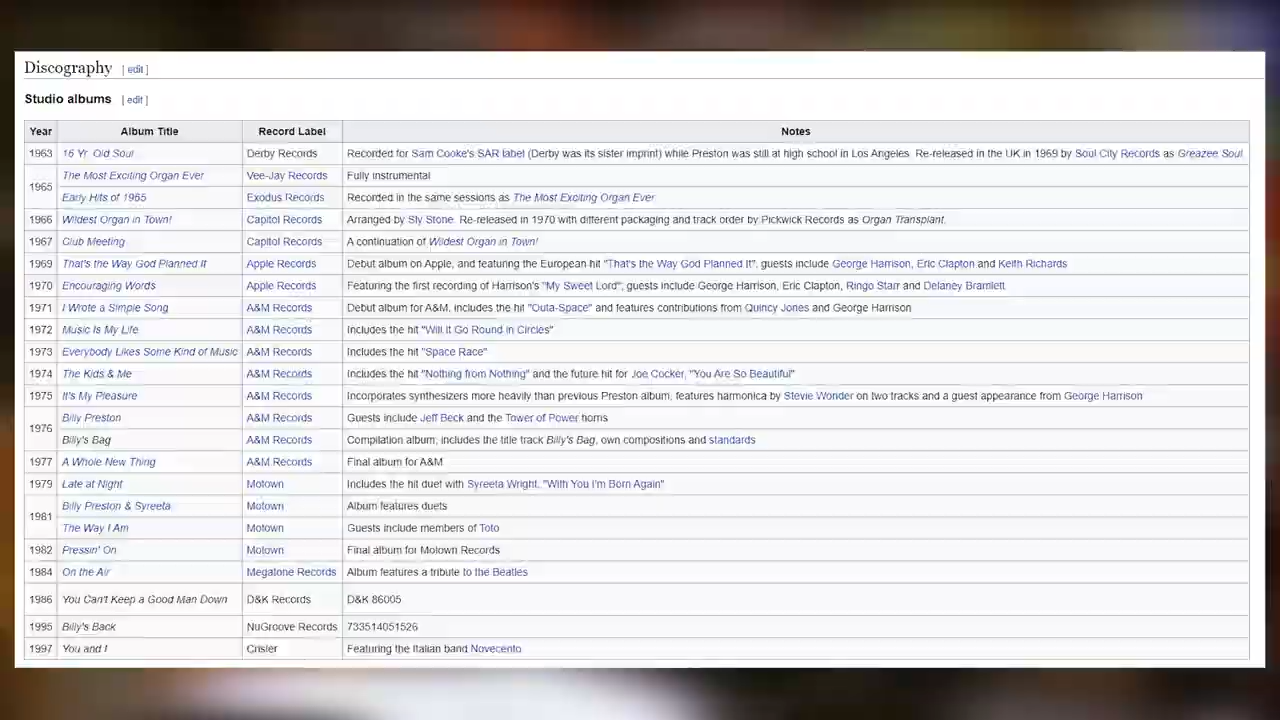 Discography [ edit ]
Studio albums [ edit ]
Year Album Title Record Label Notes
1963 16 Yr. Old Soul Derby Records Recorded for Sam Cooke's SAR label (Derby was its sister imprint) while Preston was still at high school in Los Angeles. Re-released in the UK in 1969 by Soul City Records as Greazee Soul
1965 The Most Exciting Organ Ever Vee-Jay Records Fully instrumental
Early Hits of 1965 Exodus Records Recorded in the same sessions as The Most Exciting Organ Ever
1966 Wildest Organ in Town! Capitol Records Arranged by Sly Stone. Re-released in 1970 with different packaging and track order by Pickwick Records as Organ Transplant.
1967 Club Meeting Capitol Records A continuation of Wildest Organ in Town!
1969 That's the Way God Planned It Apple Records Debut album on Apple, and featuring the European hit "That's the Way God Planned It", guests include George Harrison, Eric Clapton and Keith Richards
1970 Encouraging Words Apple Records Featuring the first recording of Harrison's "My Sweet Lord"; guests include George Harrison, Eric Clapton, Ringo Starr and Delaney Bramlett
1971 I Wrote a Simple Song A&M Records Debut album for A&M, includes the hit "Outa-Space" and features contributions from Quincy Jones and George Harrison
1972 Music Is My Life A&M Records Includes the hit "Will It Go Round in Circles"
1973 Everybody Likes Some Kind of Music A&M Records Includes the hit "Space Race"
1974 The Kids & Me A&M Records Includes the hit "Nothing from Nothing" and the future hit for Joe Cocker, "You Are So Beautiful"
1975 It's My Pleasure A&M Records Incorporates synthesizers more heavily than previous Preston album; features harmonica by Stevie Wonder on two tracks and a guest appearance from George Harrison
1976 Billy Preston A&M Records Guests include Jeff Beck and the Tower of Power horns
Billy's Bag A&M Records Compilation album; includes the title track Billy's Bag, own compositions and standards
1977 A Whole New Thing A&M Records Final album for A&M
1979 Late at Night Motown Includes the hit duet with Syreeta Wright, "With You I'm Born Again"
1981 Billy Preston & Syreeta Motown Album features duets
The Way I Am Motown Guests include members of Toto
1982 Pressin' On Motown Final album for Motown Records
1984 On the Air Megatone Records Album features a tribute to the Beatles
1986 You Can't Keep a Good Man Down D&K Records D&K 86005
1995 Billy's Back NuGroove Records 733514051526
1997 You and I Crisler Featuring the Italian band Novecento